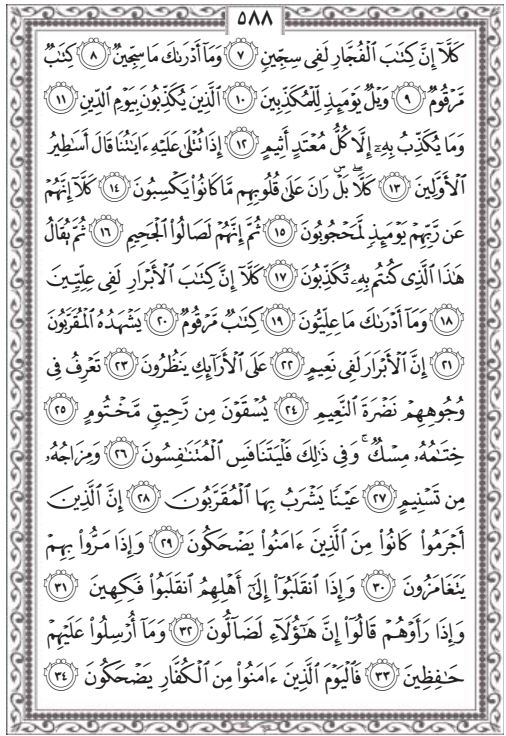 ٥٨٨
كَلَّآ إِنَّ كِتَٰبَ ٱلْفُجَّارِ لَفِى سِجِّينٍ ٧ وَمَآ أَدْرَىٰكَ مَا سِجِّينٌ ٨ كِتَٰبٌ
مَّرْقُومٌ ٩ وَيْلٌ يَوْمَئِذٍ لِّلْمُكَذِّبِينَ ١٠ ٱلَّذِينَ يُكَذِّبُونَ بِيَوْمِ ٱلدِّينِ ١١
وَمَا يُكَذِّبُ بِهِۦٓ إِلَّا كُلُّ مُعْتَدٍ أَثِيمٍ ١٢ إِذَا تُتْلَىٰ عَلَيْهِ ءَايَٰتُنَا قَالَ أَسَٰطِيرُ
ٱلْأَوَّلِينَ ١٣ كَلَّا ۖ بَلْ ۜ رَانَ عَلَىٰ قُلُوبِهِم مَّا كَانُوا۟ يَكْسِبُونَ ١٤ كَلَّآ إِنَّهُمْ
عَن رَّبِّهِمْ يَوْمَئِذٍ لَّمَحْجُوبُونَ ١٥ ثُمَّ إِنَّهُمْ لَصَالُوا۟ ٱلْجَحِيمِ ١٦ ثُمَّ يُقَالُ
هَٰذَا ٱلَّذِى كُنتُم بِهِۦ تُكَذِّبُونَ ١٧ كَلَّآ إِنَّ كِتَٰبَ ٱلْأَبْرَارِ لَفِى عِلِّيِّينَ
١٨ وَمَآ أَدْرَىٰكَ مَا عِلِّيُّونَ ١٩ كِتَٰبٌ مَّرْقُومٌ ٢٠ يَشْهَدُهُ ٱلْمُقَرَّبُونَ
٢١ إِنَّ ٱلْأَبْرَارَ لَفِى نَعِيمٍ ٢٢ عَلَى ٱلْأَرَآئِكِ يَنظُرُونَ ٢٣ تَعْرِفُ فِى
وُجُوهِهِمْ نَضْرَةَ ٱلنَّعِيمِ ٢٤ يُسْقَوْنَ مِن رَّحِيقٍ مَّخْتُومٍ ٢٥
خِتَٰمُهُۥ مِسْكٌ ۚ وَفِى ذَٰلِكَ فَلْيَتَنَافَسِ ٱلْمُتَنَٰفِسُونَ ٢٦ وَمِزَاجُهُۥ
مِن تَسْنِيمٍ ٢٧ عَيْنًا يَشْرَبُ بِهَا ٱلْمُقَرَّبُونَ ٢٨ إِنَّ ٱلَّذِينَ
أَجْرَمُوا۟ كَانُوا۟ مِنَ ٱلَّذِينَ ءَامَنُوا۟ يَضْحَكُونَ ٢٩ وَإِذَا مَرُّوا۟ بِهِمْ
يَتَغَامَزُونَ ٣٠ وَإِذَا ٱنقَلَبُوٓا۟ إِلَىٰٓ أَهْلِهِمُ ٱنقَلَبُوا۟ فَكِهِينَ ٣١
وَإِذَا رَأَوْهُمْ قَالُوٓا۟ إِنَّ هَٰٓؤُلَآءِ لَضَآلُّونَ ٣٢ وَمَآ أُرْسِلُوا۟ عَلَيْهِمْ
حَٰفِظِينَ ٣٣ فَٱلْيَوْمَ ٱلَّذِينَ ءَامَنُوا۟ مِنَ ٱلْكُفَّارِ يَضْحَكُونَ ٣٤